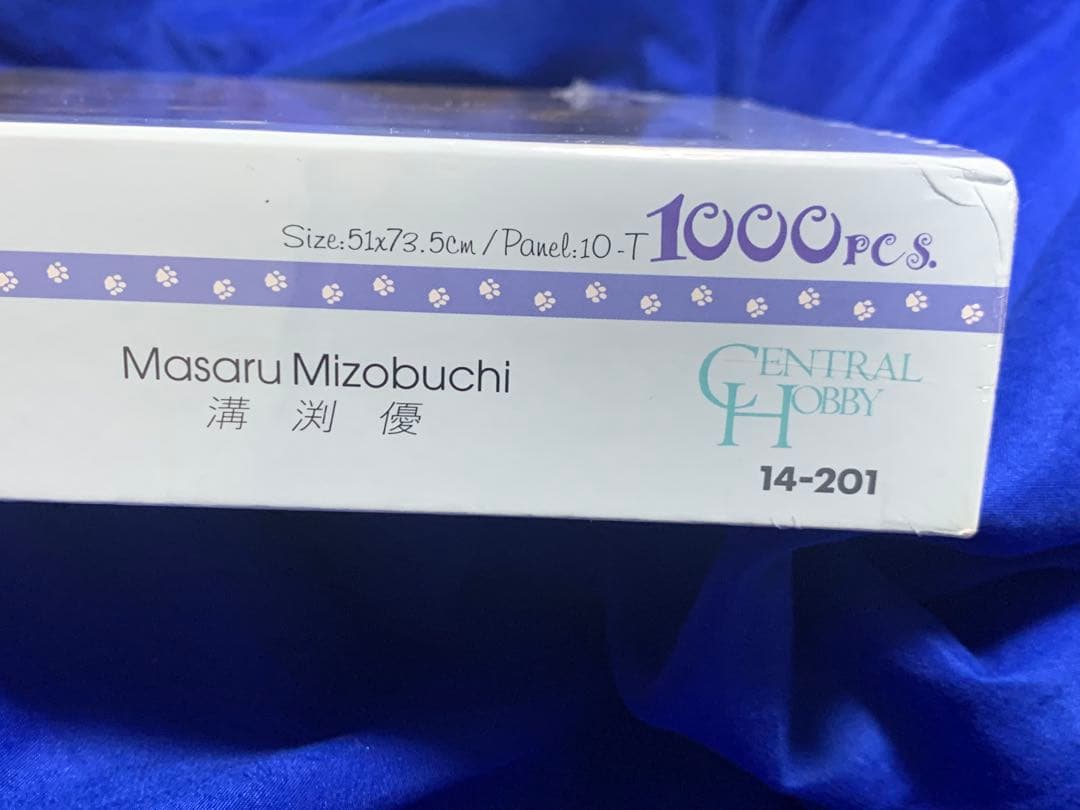 Size:51x73.5cm / Panel:10-T 1000PCS.
Masaru Mizobuchi
溝 渕 優
CENTRAL
HOBBY
14-201